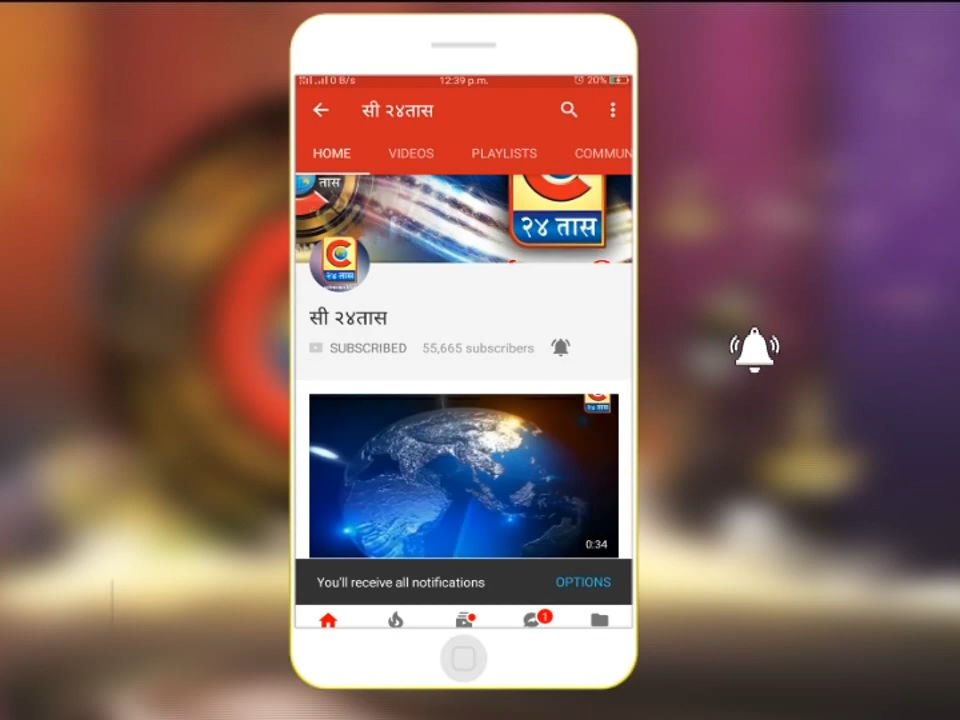 0 B/s 12:39 p.m. 20%
सी २४तास
HOME VIDEOS PLAYLISTS COMMUN
तास
२४ तास
२४ तास
सी २४तास
SUBSCRIBED 55,665 subscribers
0:34
You'll receive all notifications OPTIONS
1